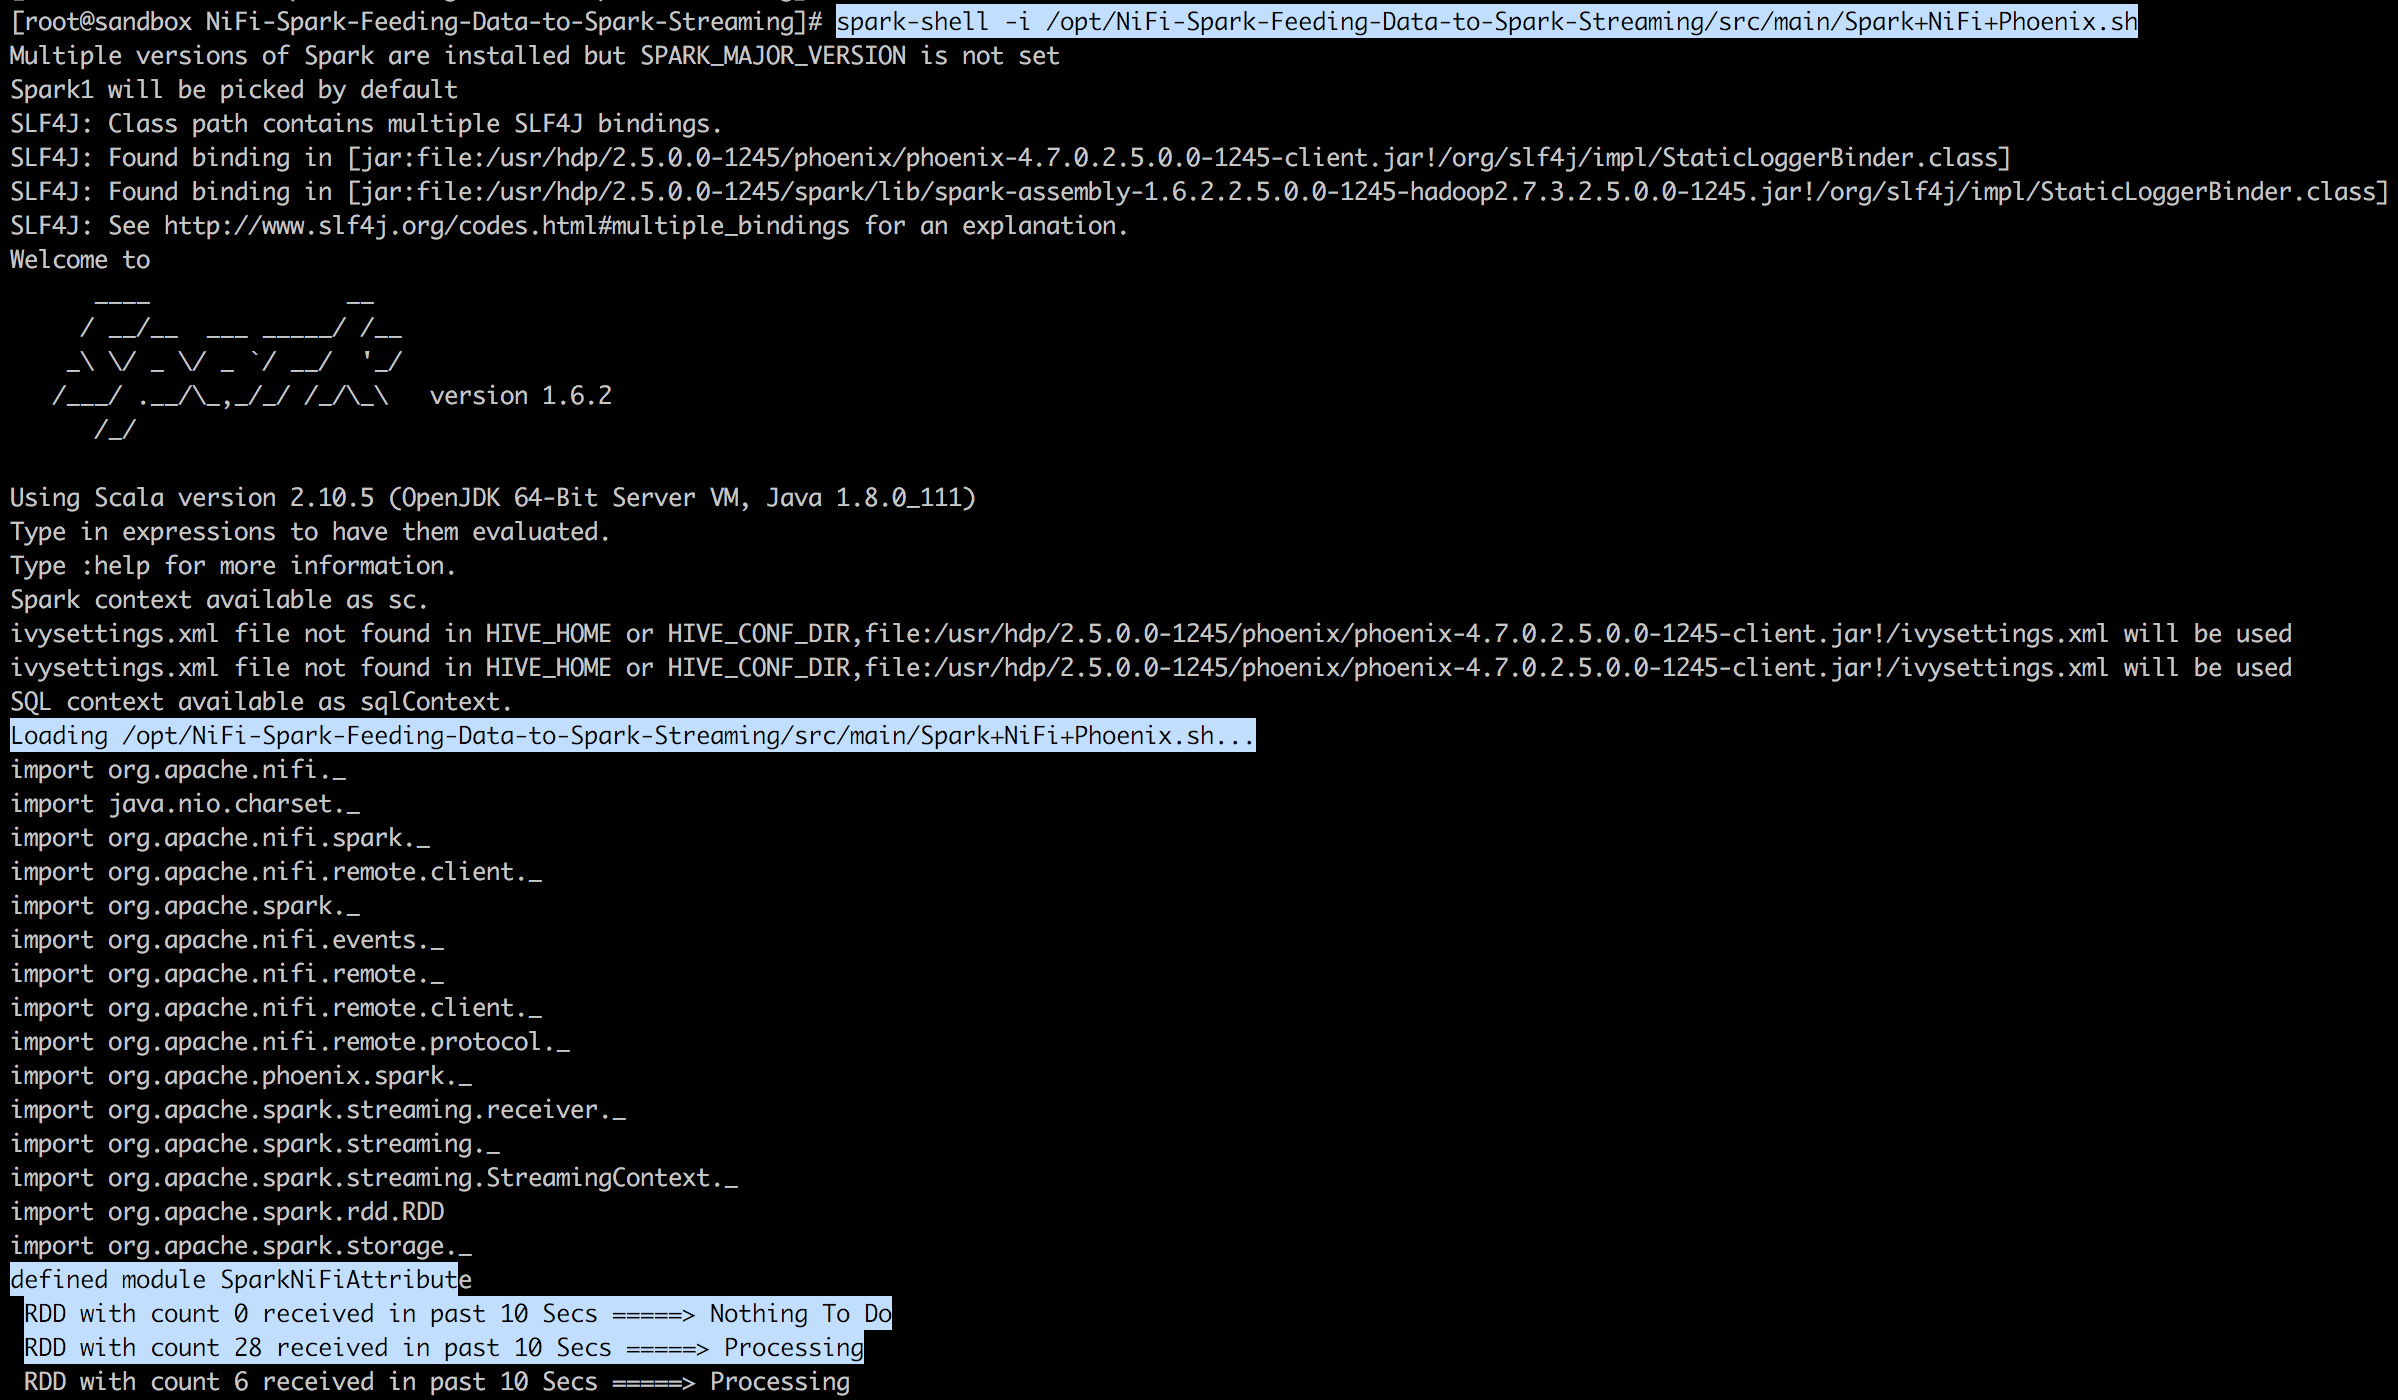 [root@sandbox NiFi-Spark-Feeding-Data-to-Spark-Streaming]# spark-shell -i /opt/NiFi-Spark-Feeding-Data-to-Spark-Streaming/src/main/Spark+NiFi+Phoenix.sh
Multiple versions of Spark are installed but SPARK_MAJOR_VERSION is not set
Spark1 will be picked by default
SLF4J: Class path contains multiple SLF4J bindings.
SLF4J: Found binding in [jar:file:/usr/hdp/2.5.0.0-1245/phoenix/phoenix-4.7.0.2.5.0.0-1245-client.jar!/org/slf4j/impl/StaticLoggerBinder.class]
SLF4J: Found binding in [jar:file:/usr/hdp/2.5.0.0-1245/spark/lib/spark-assembly-1.6.2.2.5.0.0-1245-hadoop2.7.3.2.5.0.0-1245.jar!/org/slf4j/impl/StaticLoggerBinder.class]
SLF4J: See http://www.slf4j.org/codes.html#multiple_bindings for an explanation.
Welcome to
      ____              __
     / __/__  ___ _____/ /__
    _\ \/ _ \/ _ `/ __/  '_/
   /___/ .__/\_,_/_/ /_/\_\   version 1.6.2
      /_/
Using Scala version 2.10.5 (OpenJDK 64-Bit Server VM, Java 1.8.0_111)
Type in expressions to have them evaluated.
Type :help for more information.
Spark context available as sc.
ivysettings.xml file not found in HIVE_HOME or HIVE_CONF_DIR,file:/usr/hdp/2.5.0.0-1245/phoenix/phoenix-4.7.0.2.5.0.0-1245-client.jar!/ivysettings.xml will be used
ivysettings.xml file not found in HIVE_HOME or HIVE_CONF_DIR,file:/usr/hdp/2.5.0.0-1245/phoenix/phoenix-4.7.0.2.5.0.0-1245-client.jar!/ivysettings.xml will be used
SQL context available as sqlContext.
Loading /opt/NiFi-Spark-Feeding-Data-to-Spark-Streaming/src/main/Spark+NiFi+Phoenix.sh...
import org.apache.nifi._
import java.nio.charset._
import org.apache.nifi.spark._
import org.apache.nifi.remote.client._
import org.apache.spark._
import org.apache.nifi.events._
import org.apache.nifi.remote._
import org.apache.nifi.remote.client._
import org.apache.nifi.remote.protocol._
import org.apache.phoenix.spark._
import org.apache.spark.streaming.receiver._
import org.apache.spark.streaming._
import org.apache.spark.streaming.StreamingContext._
import org.apache.spark.rdd.RDD
import org.apache.spark.storage._
defined module SparkNiFiAttribute
 RDD with count 0 received in past 10 Secs =====> Nothing To Do
 RDD with count 28 received in past 10 Secs =====> Processing
 RDD with count 6 received in past 10 Secs =====> Processing